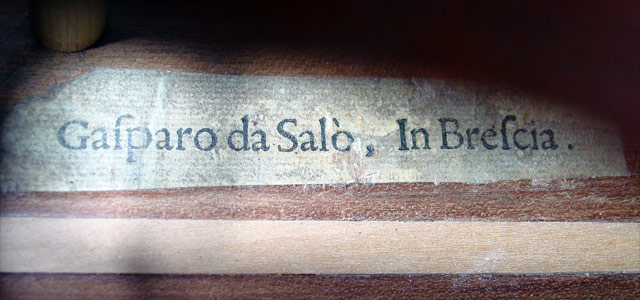 Gaſparo da Salò, In Breſcia.